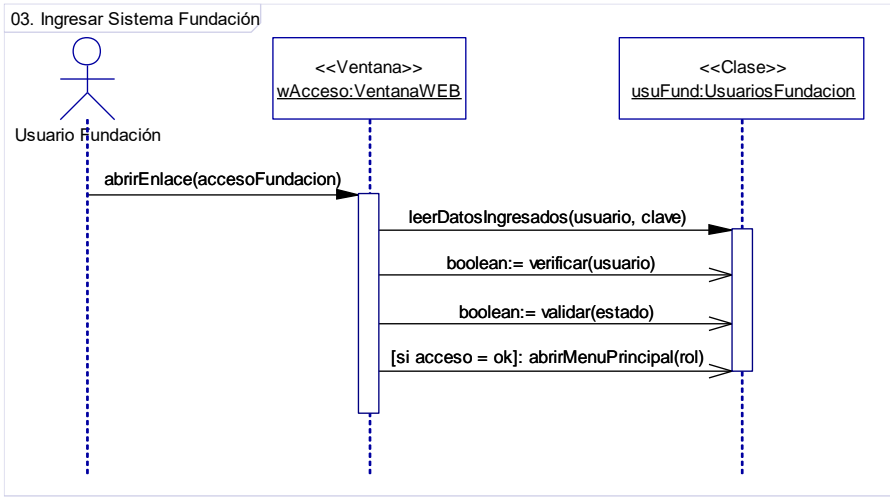 03. Ingresar Sistema Fundación
<<Ventana>>
wAcceso:VentanaWEB
<<Clase>>
usuFund:UsuariosFundacion
Usuario Fundación
abrirEnlace(accesoFundacion)
leerDatosIngresados(usuario, clave)
boolean:= verificar(usuario)
boolean:= validar(estado)
[si acceso = ok]: abrirMenuPrincipal(rol)